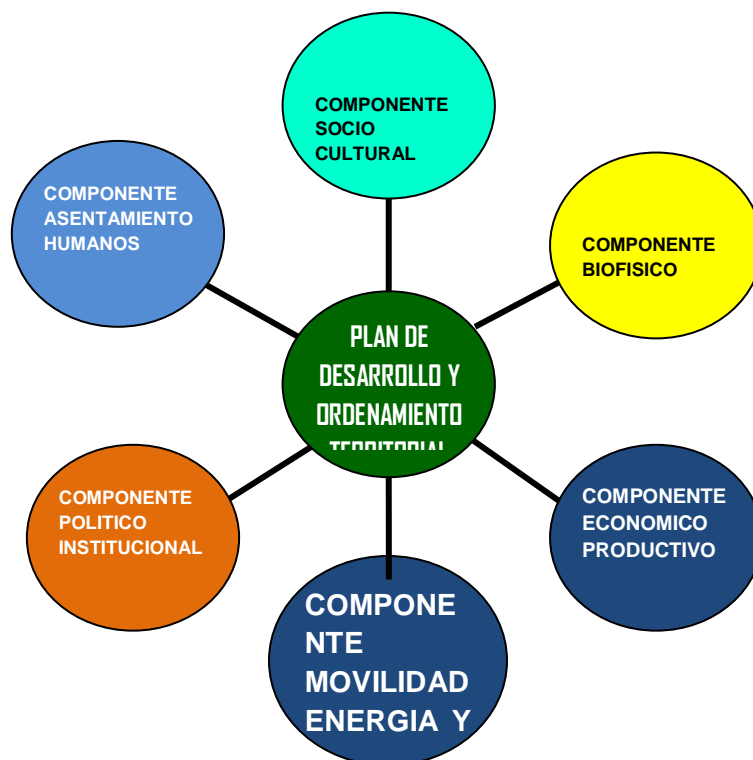 COMPONENTE
SOCIO
CULTURAL
COMPONENTE
ASENTAMIENTO
HUMANOS
COMPONENTE
BIOFISICO
PLAN DE
DESARROLLO Y
ORDENAMIENTO
TERRITORIAL
COMPONENTE
POLITICO
INSTITUCIONAL
COMPONENTE
ECONOMICO
PRODUCTIVO
COMPONE
NTE
MOVILIDAD
ENERGIA Y